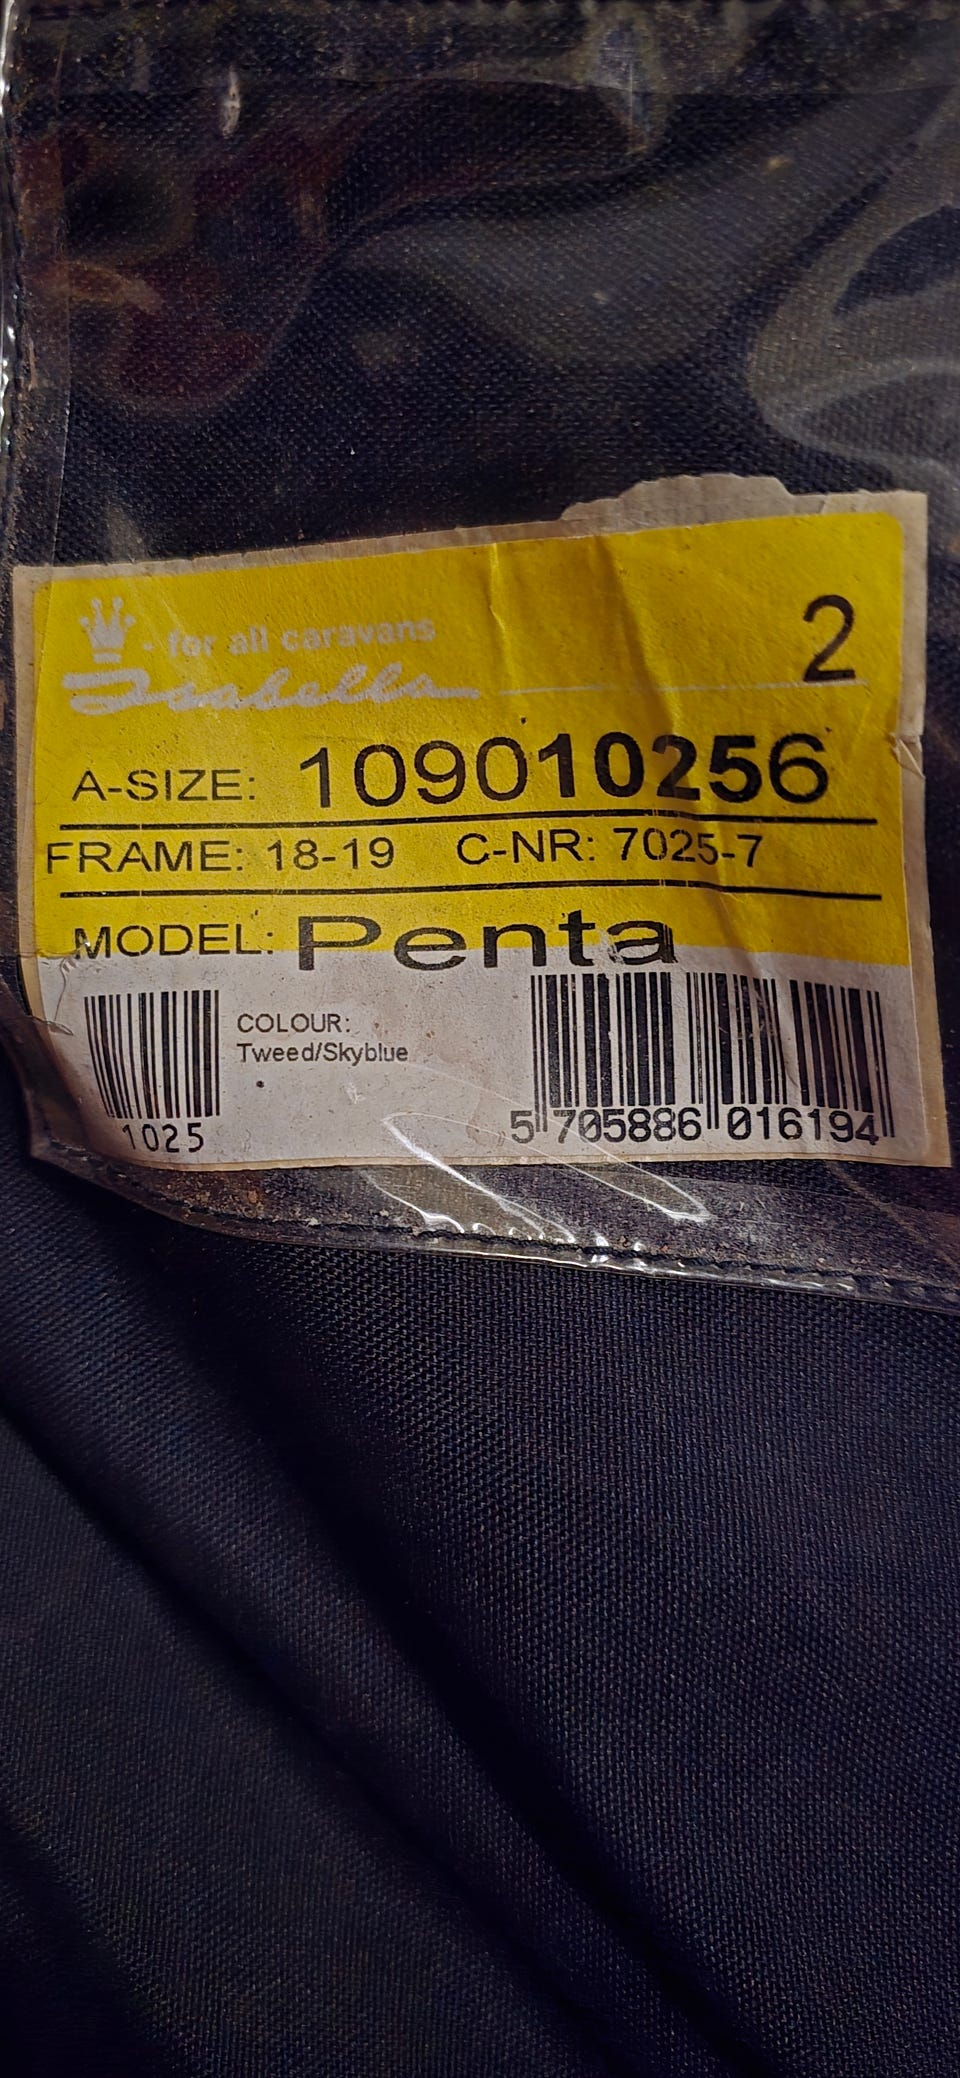 for all caravans
Isabella
2
A-SIZE: 109010256
FRAME: 18-19 C-NR: 7025-7
MODEL: Penta
COLOUR:
Tweed/Skyblue
1025
5 705886 016194